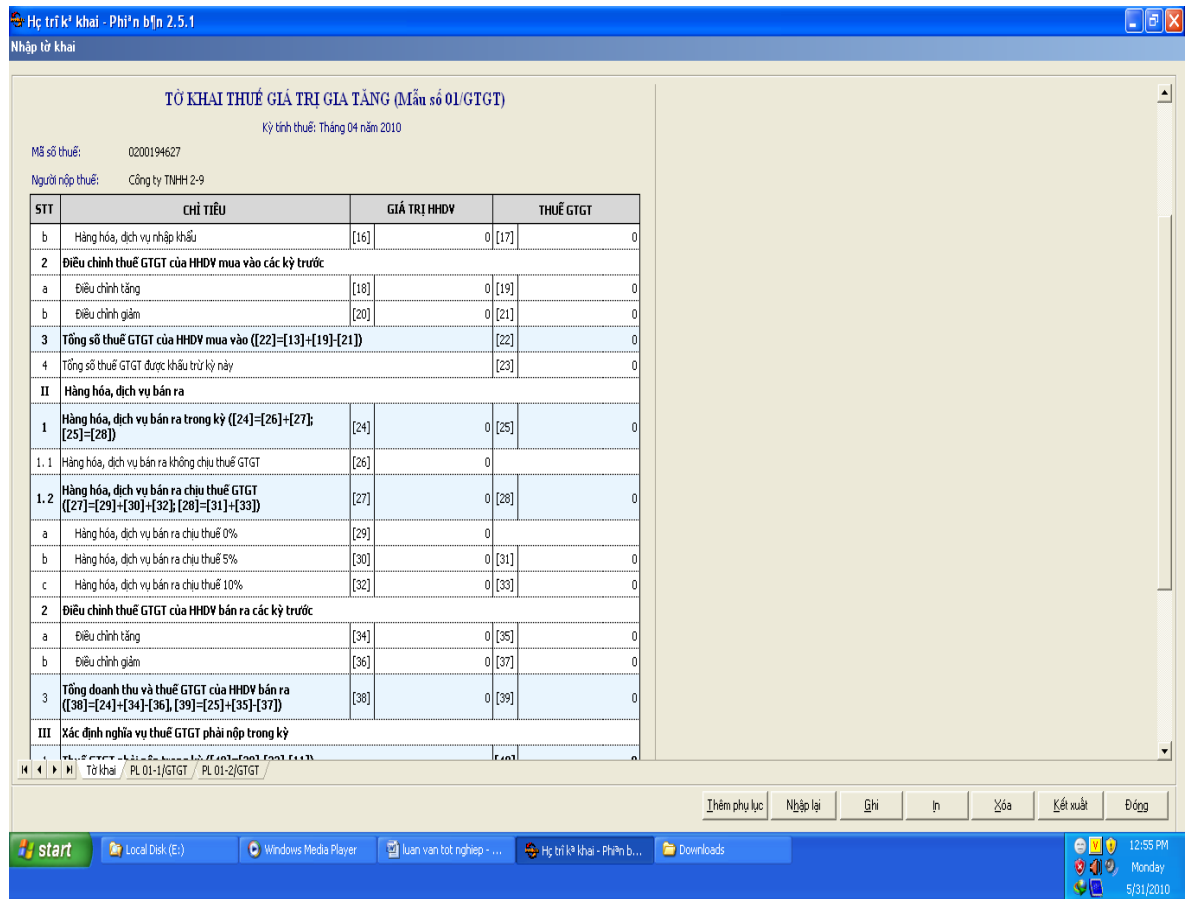 Hç trî kª khai - Phiªn b¶n 2.5.1
Nhập tờ khai
TỜ KHAI THUẾ GIÁ TRỊ GIA TĂNG (Mẫu số 01/GTGT)
Kỳ tính thuế: Tháng 04 năm 2010
Mã số thuế: 0200194627
Người nộp thuế: Công ty TNHH 2-9
STT CHỈ TIÊU GIÁ TRỊ HHDV THUẾ GTGT
b Hàng hóa, dịch vụ nhập khẩu [16] 0 [17] 0
2 Điều chỉnh thuế GTGT của HHDV mua vào các kỳ trước
a Điều chỉnh tăng [18] 0 [19] 0
b Điều chỉnh giảm [20] 0 [21] 0
3 Tổng số thuế GTGT của HHDV mua vào ([22]=[13]+[19]-[21]) [22] 0
4 Tổng số thuế GTGT được khấu trừ kỳ này [23] 0
II Hàng hóa, dịch vụ bán ra
1 Hàng hóa, dịch vụ bán ra trong kỳ ([24]=[26]+[27]; [24] 0 [25] 0
[25]=[28])
1.1 Hàng hóa, dịch vụ bán ra không chịu thuế GTGT [26] 0
1.2 Hàng hóa, dịch vụ bán ra chịu thuế GTGT [27] 0 [28] 0
([27]=[29]+[30]+[32]; [28]=[31]+[33])
a Hàng hóa, dịch vụ bán ra chịu thuế 0% [29] 0
b Hàng hóa, dịch vụ bán ra chịu thuế 5% [30] 0 [31] 0
c Hàng hóa, dịch vụ bán ra chịu thuế 10% [32] 0 [33] 0
2 Điều chỉnh thuế GTGT của HHDV bán ra các kỳ trước
a Điều chỉnh tăng [34] 0 [35] 0
b Điều chỉnh giảm [36] 0 [37] 0
3 Tổng doanh thu và thuế GTGT của HHDV bán ra [38] 0 [39] 0
([38]=[24]+[34]-[36], [39]=[25]+[35]-[37])
III Xác định nghĩa vụ thuế GTGT phải nộp trong kỳ
Tờ khai PL 01-1/GTGT PL 01-2/GTGT
Thêm phụ lục Nhập lại Ghi In Xóa Kết xuất Đóng
start Local Disk (E:) Windows Media Player luan van tot nghiep - ... Hç trî kª khai - Phiªn b... Downloads 12:55 PM
Monday
5/31/2010